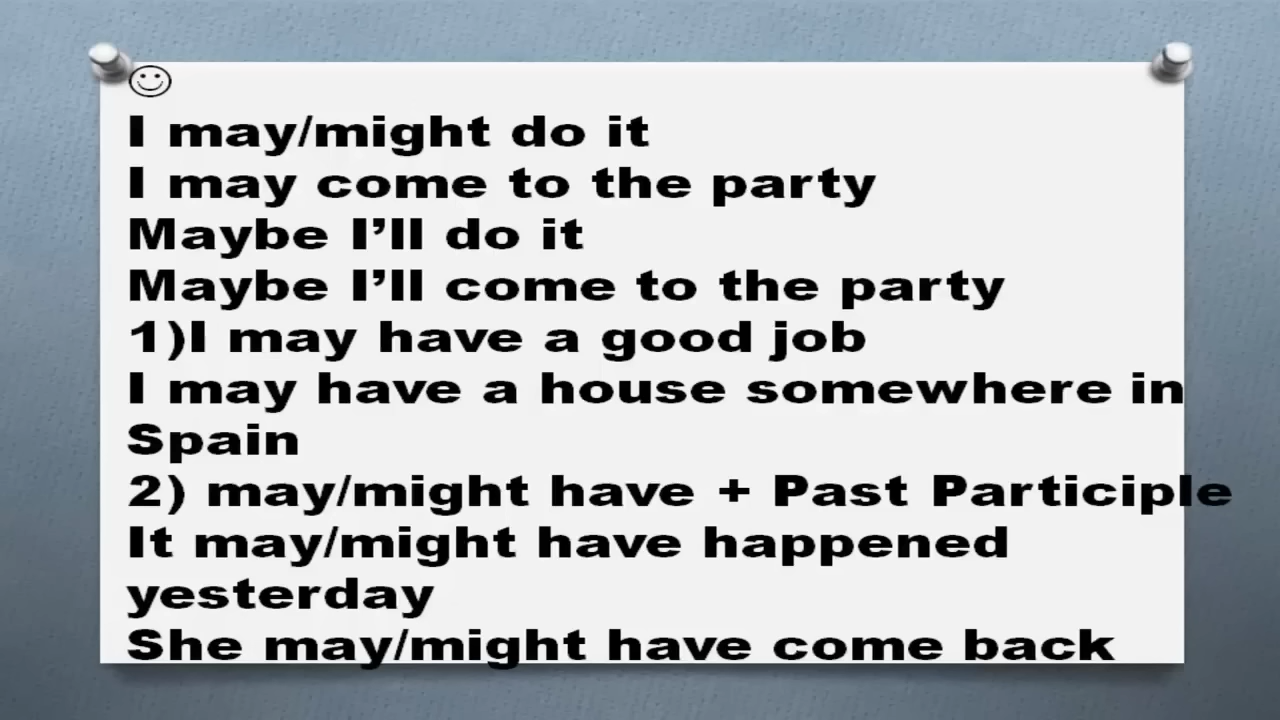 I may/might do it
I may come to the party
Maybe I’ll do it
Maybe I’ll come to the party
1)I may have a good job
I may have a house somewhere in
Spain
2) may/might have + Past Participle
It may/might have happened
yesterday
She may/might have come back